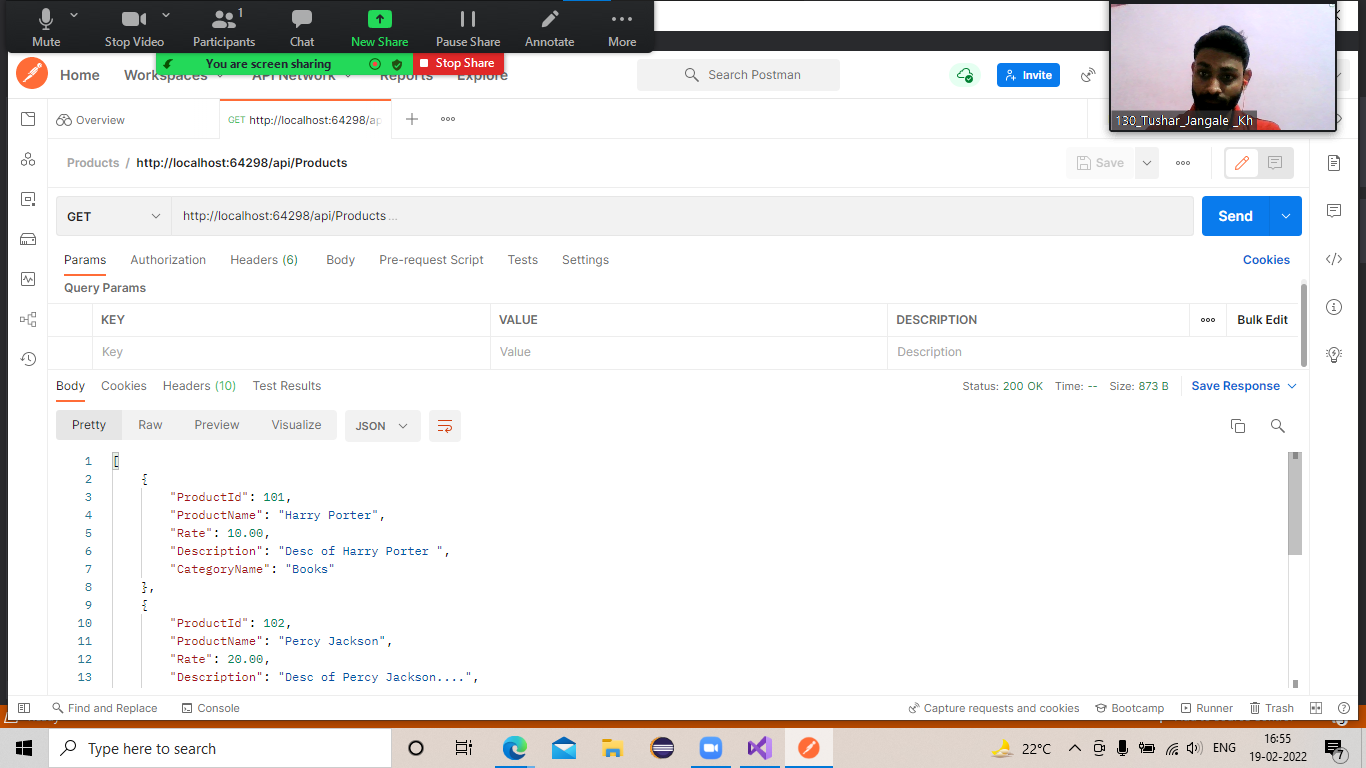 Mute
Stop Video
Participants 1
Chat
New Share
Pause Share
Annotate
More
You are screen sharing
Stop Share
Home
Workspaces
API Network
Reports
Explore
Search Postman
Invite
130_Tushar_Jangale _Kh
Overview
GET http://localhost:64298/ap
Products / http://localhost:64298/api/Products
Save
GET
http://localhost:64298/api/Products ...
Send
Params
Authorization
Headers (6)
Body
Pre-request Script
Tests
Settings
Cookies
Query Params
KEY VALUE DESCRIPTION Bulk Edit
Key Value Description
Body
Cookies
Headers (10)
Test Results
Status: 200 OK Time: -- Size: 873 B
Save Response
Pretty
Raw
Preview
Visualize
JSON
1 [
2 {
3 "ProductId": 101,
4 "ProductName": "Harry Porter",
5 "Rate": 10.00,
6 "Description": "Desc of Harry Porter ",
7 "CategoryName": "Books"
8 },
9 {
10 "ProductId": 102,
11 "ProductName": "Percy Jackson",
12 "Rate": 20.00,
13 "Description": "Desc of Percy Jackson....",
Find and Replace
Console
Capture requests and cookies
Bootcamp
Runner
Trash
Type here to search
22°C
ENG
16:55
19-02-2022
7